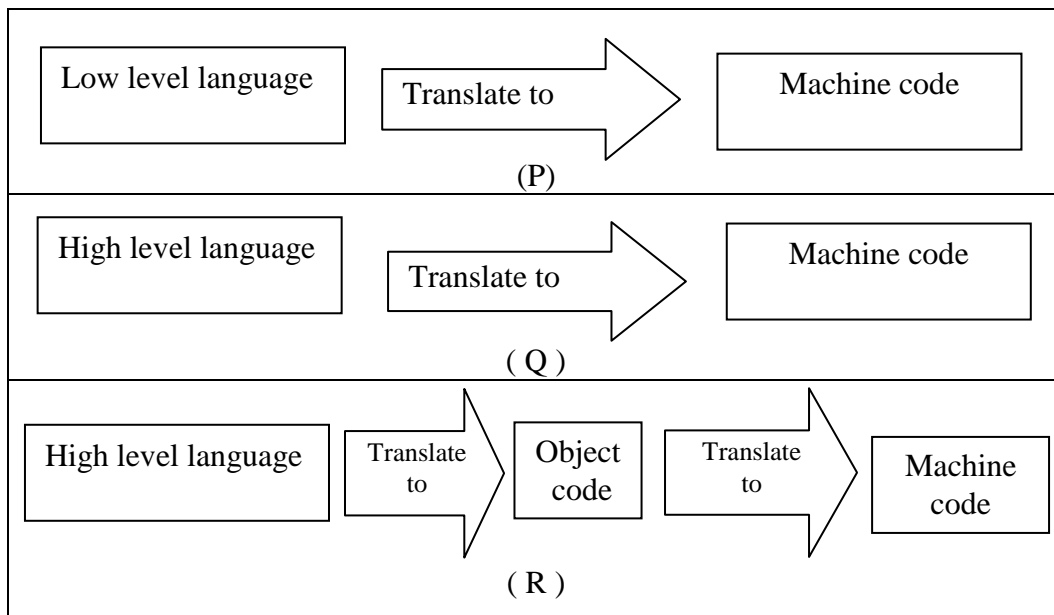 Low level language
Translate to
Machine code
(P)
High level language
Translate to
Machine code
( Q )
High level language
Translate
to
Object
code
Translate
to
Machine
code
( R )